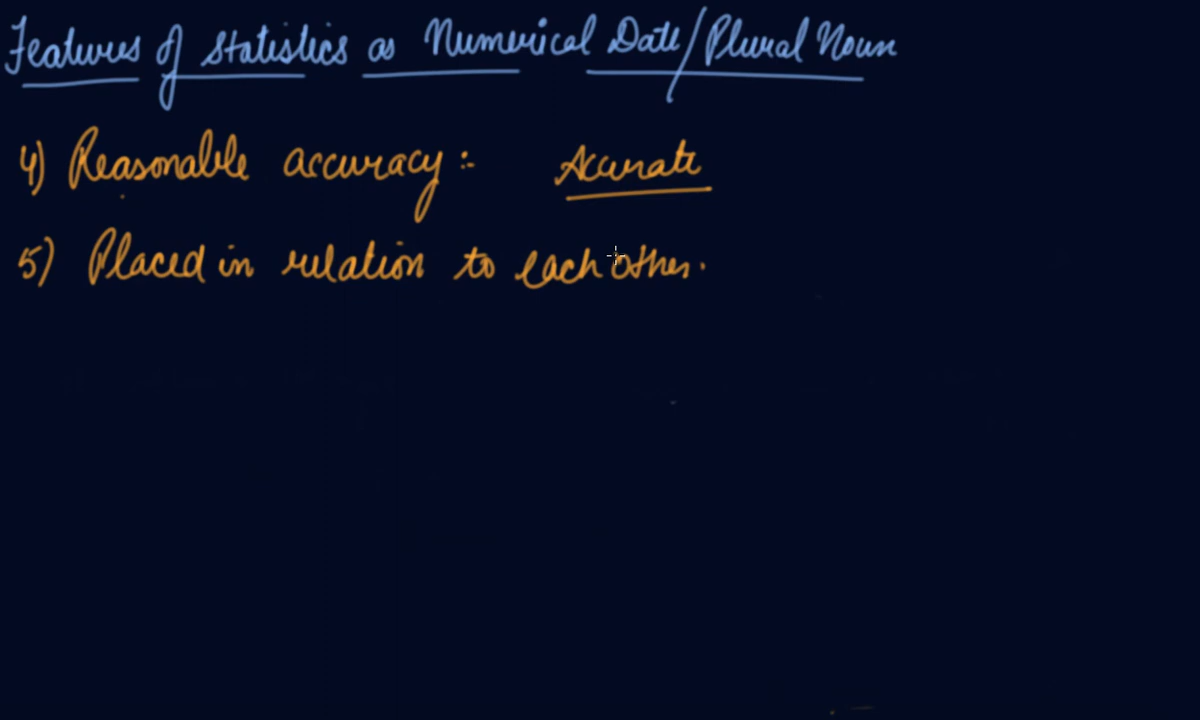 Features of Statistics as Numerical Date/Plural Noun
4) Reasonable accuracy :- Accurate
5) Placed in relation to each other.